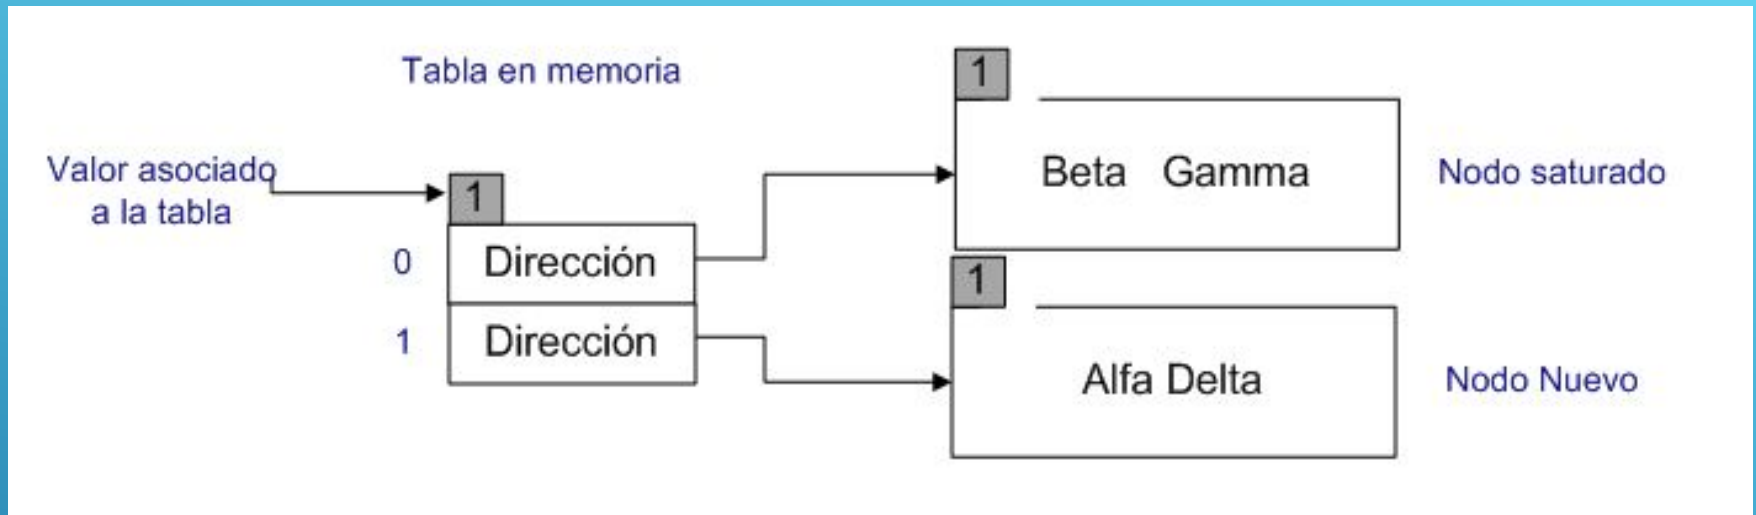 Tabla en memoria
1
Beta Gamma
Nodo saturado
Valor asociado
a la tabla
1
0
Dirección
1
Dirección
1
Alfa Delta
Nodo Nuevo